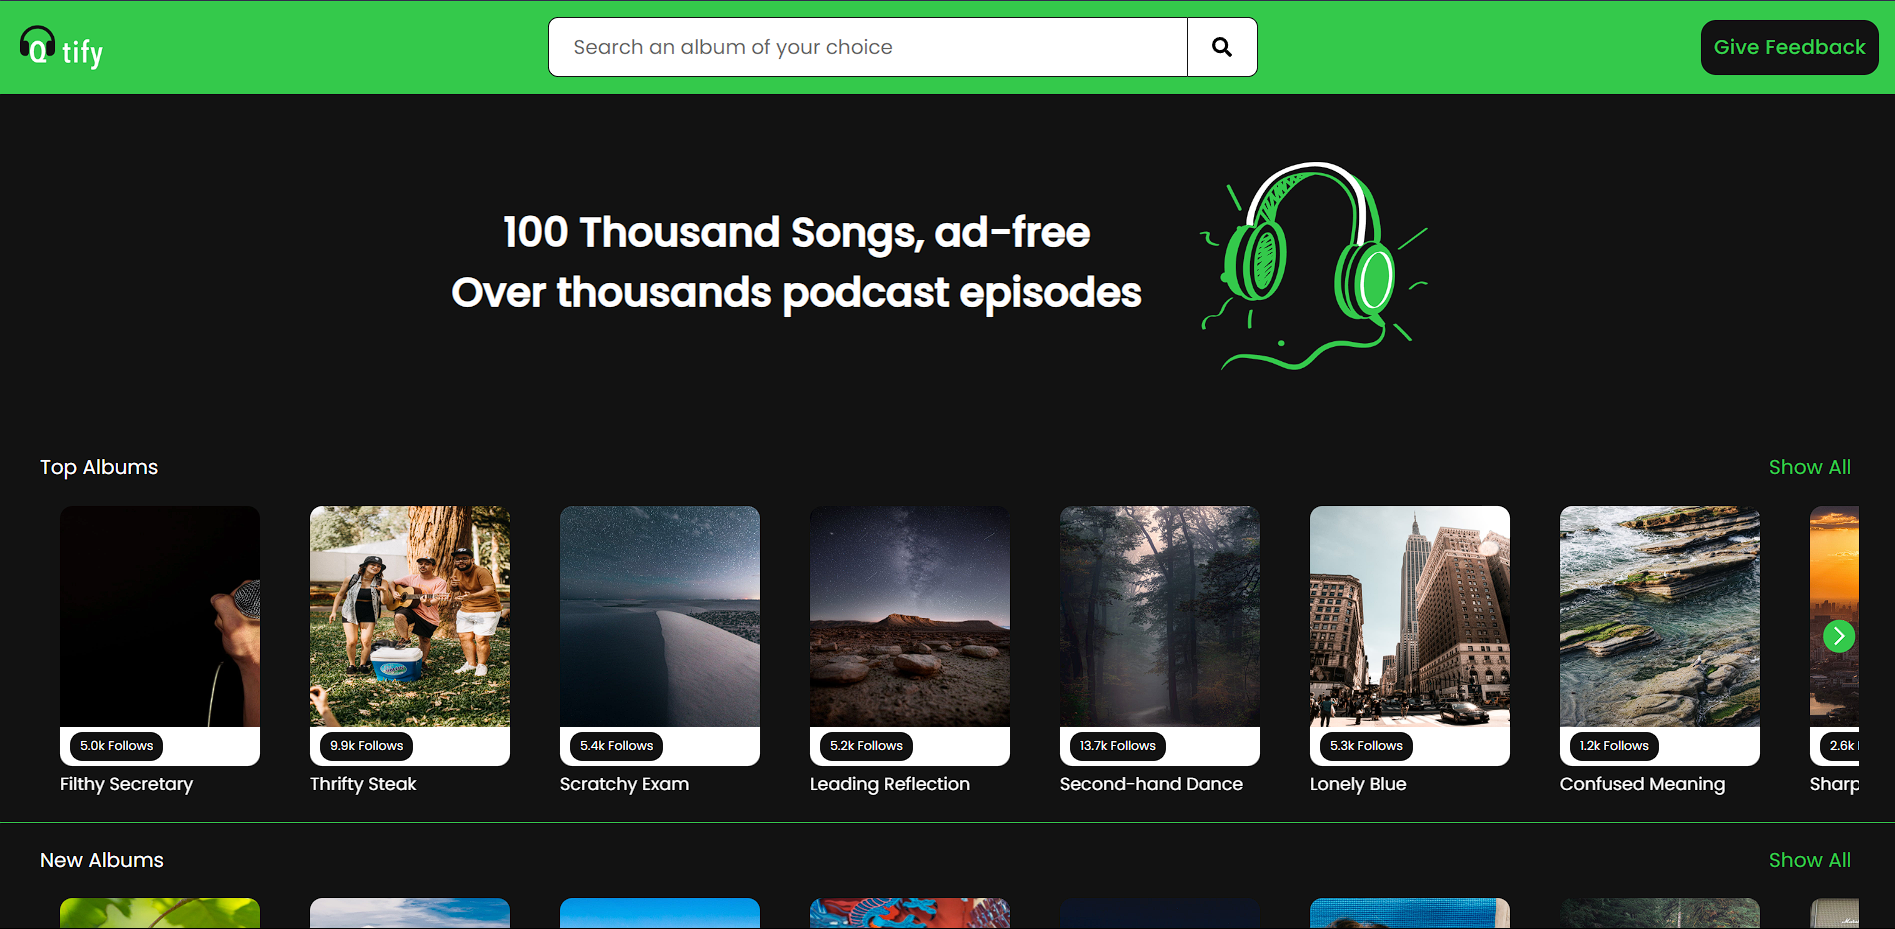 Qtify
Search an album of your choice
Give Feedback
100 Thousand Songs, ad-free
Over thousands podcast episodes
Top Albums
Show All
5.0k Follows
9.9k Follows
5.4k Follows
5.2k Follows
13.7k Follows
5.3k Follows
1.2k Follows
2.6k
Filthy Secretary
Thrifty Steak
Scratchy Exam
Leading Reflection
Second-hand Dance
Lonely Blue
Confused Meaning
Sharp
New Albums
Show All